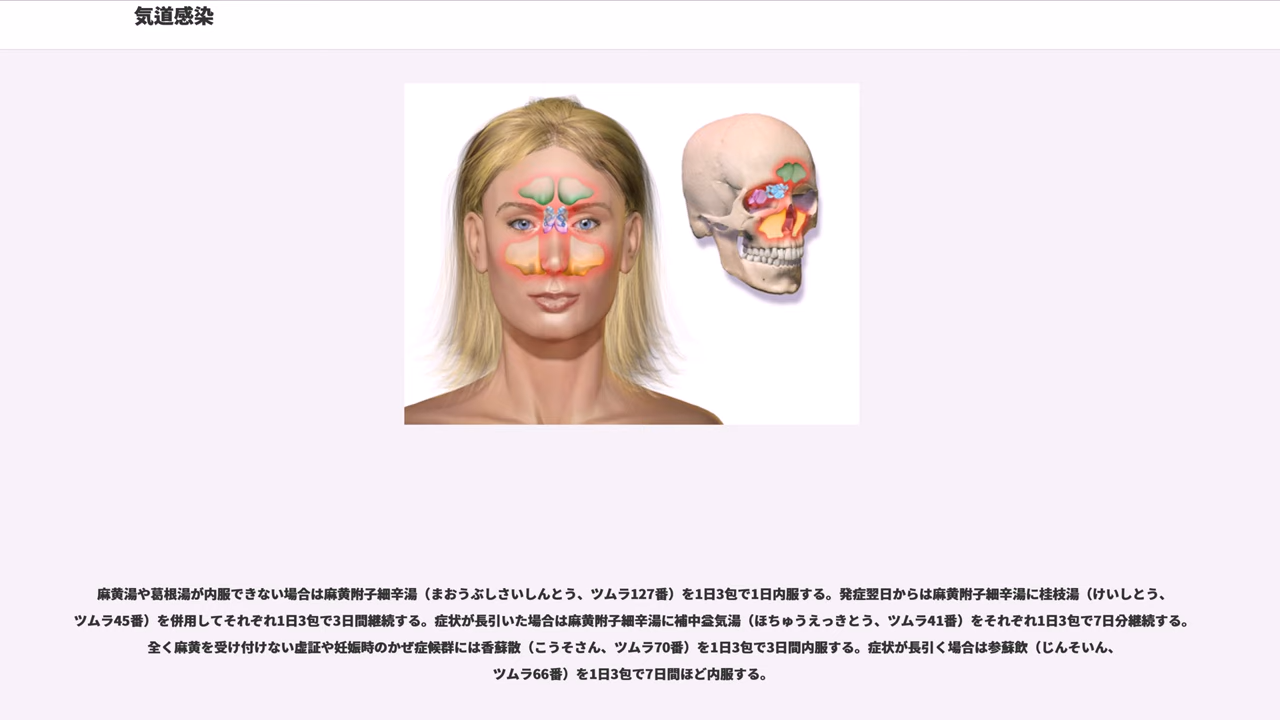 気道感染
麻黄湯や葛根湯が内服できない場合は麻黄附子細辛湯（まおうぶしさいしんとう、ツムラ127番）を1日3包で1日内服する。発症翌日からは麻黄附子細辛湯に桂枝湯（けいしとう、
ツムラ45番）を併用してそれぞれ1日3包で3日間継続する。症状が長引いた場合は麻黄附子細辛湯に補中益気湯（ほちゅうえっきとう、ツムラ41番）をそれぞれ1日3包で7日分継続する。
全く麻黄を受け付けない虚証や妊娠時のかぜ症候群には香蘇散（こうそさん、ツムラ70番）を1日3包で3日間内服する。症状が長引く場合は参蘇飲（じんそいん、
ツムラ66番）を1日3包で7日間ほど内服する。